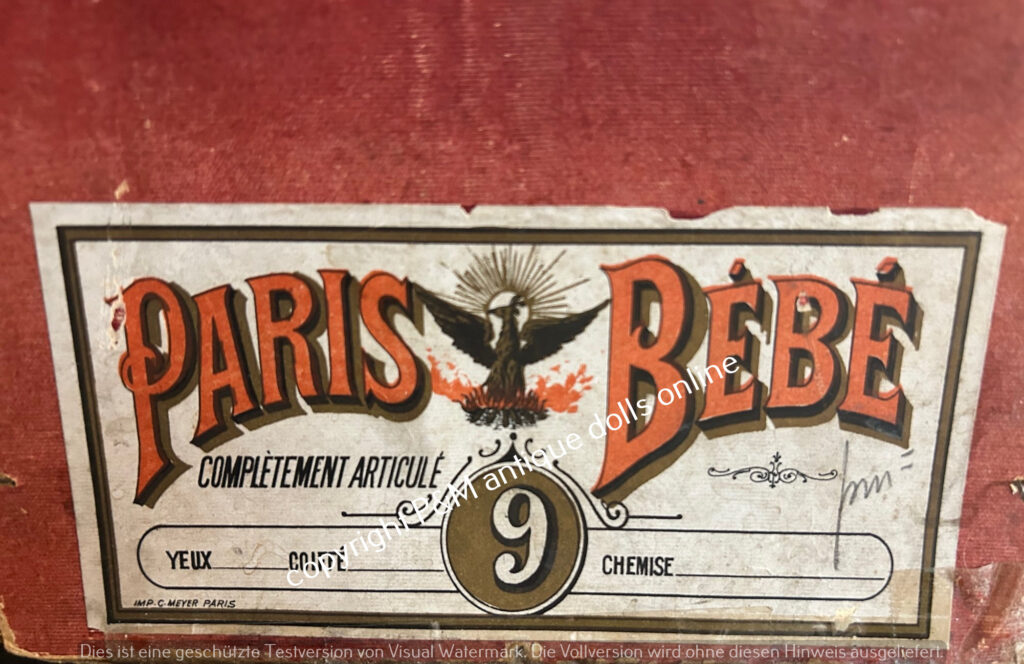 PARIS BÉBÉ
COMPLÈTEMENT ARTICULÉ
9
YEUX COIFFE CHEMISE
IMP. C. MEYER PARIS
copyright P&M antique dolls online
Dies ist eine geschützte Testversion von Visual Watermark. Die Vollversion wird ohne diesen Hinweis ausgeliefert.